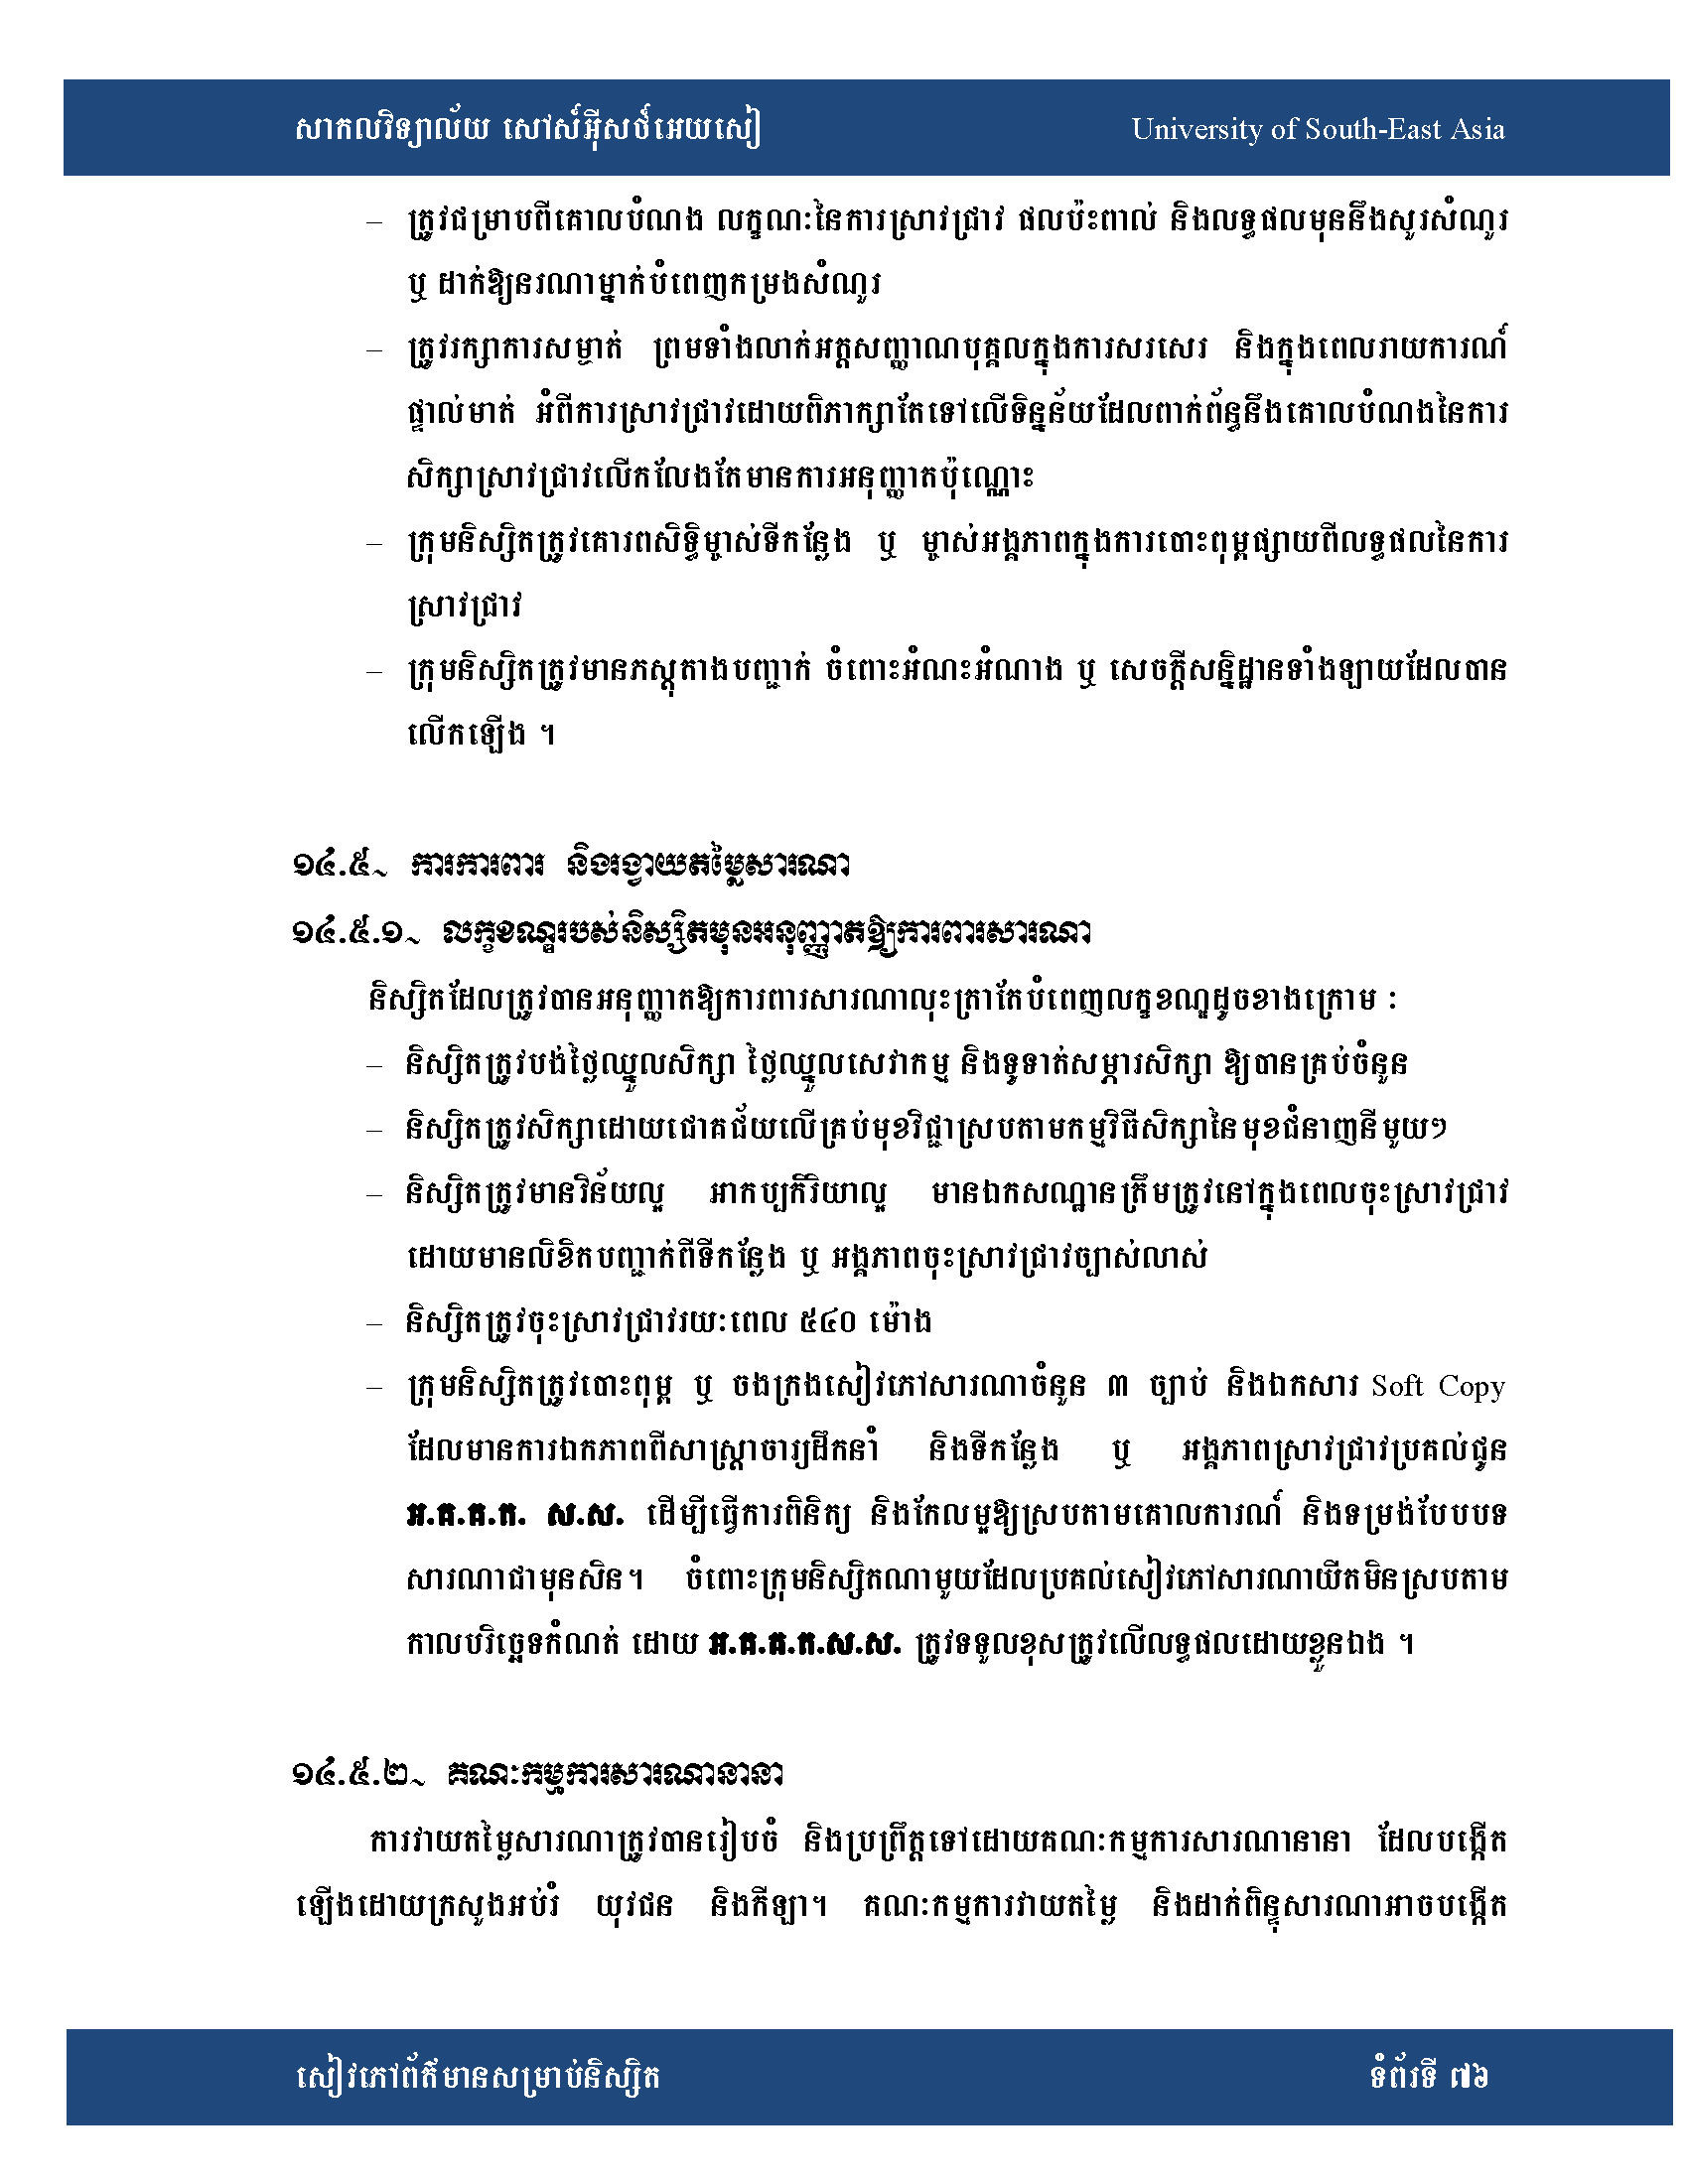 សាកលវិទ្យាល័យ សៅស៍អ៊ីសថ៍អេយសៀ University of South-East Asia
– ត្រូវជម្រាបពីគោលបំណង លក្ខណៈនៃការស្រាវជ្រាវ ផលប៉ះពាល់ និងលទ្ធផលមុននឹងសួរសំណួរ
ឬ ដាក់ឱ្យនរណាម្នាក់បំពេញកម្រងសំណួរ
– ត្រូវរក្សាការសម្ងាត់ ព្រមទាំងលាក់អត្តសញ្ញាណបុគ្គលក្នុងការសរសេរ និងក្នុងពេលរាយការណ៍
ផ្ទាល់មាត់ អំពីការស្រាវជ្រាវដោយពិភាក្សាតែទៅលើទិន្នន័យដែលពាក់ព័ន្ធនឹងគោលបំណងនៃការ
សិក្សាស្រាវជ្រាវលើកលែងតែមានការអនុញ្ញាតប៉ុណ្ណោះ
– ក្រុមនិស្សិតត្រូវគោរពសិទ្ធិម្ចាស់ទីកន្លែង ឬ ម្ចាស់អង្គភាពក្នុងការបោះពុម្ពផ្សាយពីលទ្ធផលនៃការ
ស្រាវជ្រាវ
– ក្រុមនិស្សិតត្រូវមានភស្តុតាងបញ្ជាក់ ចំពោះអំណះអំណាង ឬ សេចក្តីសន្និដ្ឋានទាំងឡាយដែលបាន
លើកឡើង ។
១៤.៥~ ការការពារ និងរង្វាយតម្លៃសារណា
១៤.៥.១~ លក្ខខណ្ឌរបស់និស្សិតមុនអនុញ្ញាតឱ្យការពារសារណា
និស្សិតដែលត្រូវបានអនុញ្ញាតឱ្យការពារសារណាលុះត្រាតែបំពេញលក្ខខណ្ឌដូចខាងក្រោម ៖
– និស្សិតត្រូវបង់ថ្លៃឈ្នួលសិក្សា ថ្លៃឈ្នួលសេវាកម្ម និងទូទាត់សម្ភារសិក្សា ឱ្យបានគ្រប់ចំនួន
– និស្សិតត្រូវសិក្សាដោយជោគជ័យលើគ្រប់មុខវិជ្ជាស្របតាមកម្មវិធីសិក្សានៃមុខជំនាញនីមួយៗ
– និស្សិតត្រូវមានវិន័យល្អ អាកប្បកិរិយាល្អ មានឯកសណ្ឋានត្រឹមត្រូវនៅក្នុងពេលចុះស្រាវជ្រាវ
ដោយមានលិខិតបញ្ជាក់ពីទីកន្លែង ឬ អង្គភាពចុះស្រាវជ្រាវច្បាស់លាស់
– និស្សិតត្រូវចុះស្រាវជ្រាវរយៈពេល ៥៤០ ម៉ោង
– ក្រុមនិស្សិតត្រូវបោះពុម្ព ឬ ចងក្រងសៀវភៅសារណាចំនួន ៣ ច្បាប់ និងឯកសារ Soft Copy
ដែលមានការឯកភាពពីសាស្ត្រាចារ្យដឹកនាំ និងទីកន្លែង ឬ អង្គភាពស្រាវជ្រាវប្រគល់ជូន
អ.គ.គ.ក. ស.ស. ដើម្បីធ្វើការពិនិត្យ និងកែលម្អឱ្យស្របតាមគោលការណ៍ និងទម្រង់បែបបទ
សារណាជាមុនសិន។ ចំពោះក្រុមនិស្សិតណាមួយដែលប្រគល់សៀវភៅសារណាយឺតមិនស្របតាម
កាលបរិច្ឆេទកំណត់ ដោយ អ.គ.គ.ក.ស.ស. ត្រូវទទួលខុសត្រូវលើលទ្ធផលដោយខ្លួនឯង ។
១៤.៥.២~ គណៈកម្មការសារណានានា
ការវាយតម្លៃសារណាត្រូវបានរៀបចំ និងប្រព្រឹត្តទៅដោយគណៈកម្មការសារណានានា ដែលបង្កើត
ឡើងដោយក្រសួងអប់រំ យុវជន និងកីឡា។ គណៈកម្មការវាយតម្លៃ និងដាក់ពិន្ទុសារណាអាចបង្កើត
សៀវភៅព័ត៌មានសម្រាប់និស្សិត ទំព័រទី ៧៦